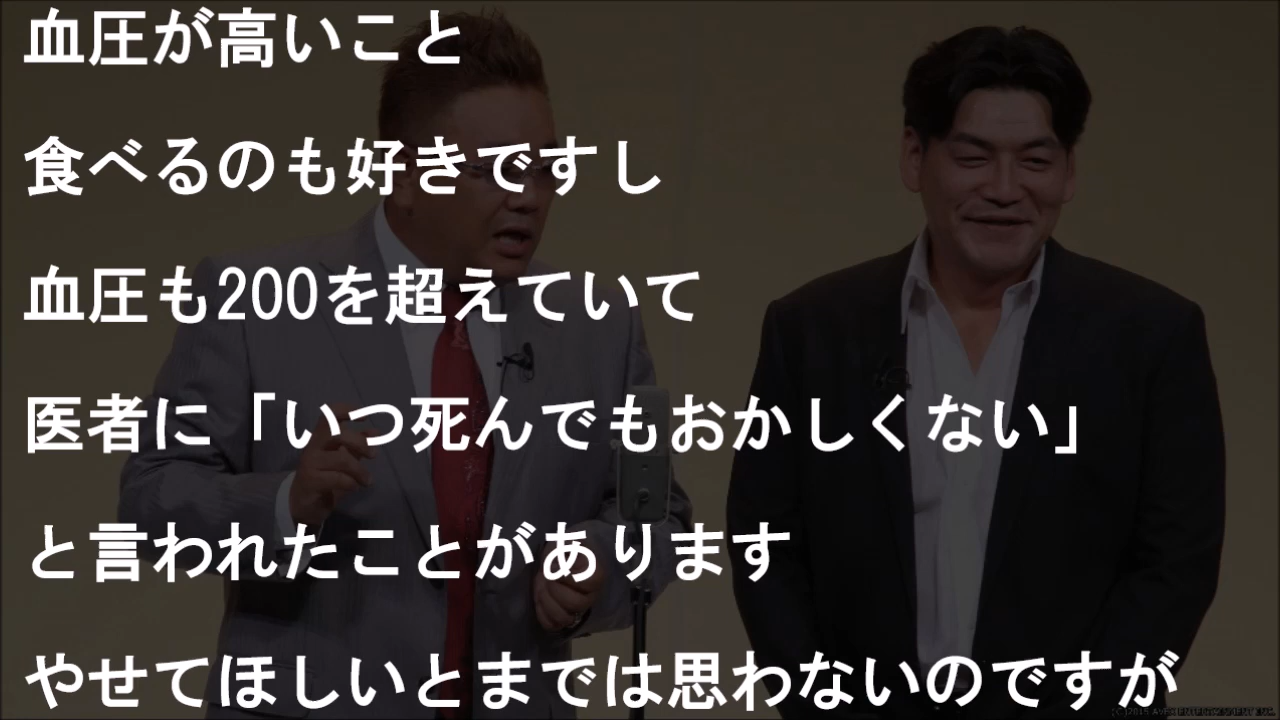 血圧が高いこと
食べるのも好きですし
血圧も200を超えていて
医者に「いつ死んでもおかしくない」
と言われたことがあります
やせてほしいとまでは思わないのですが